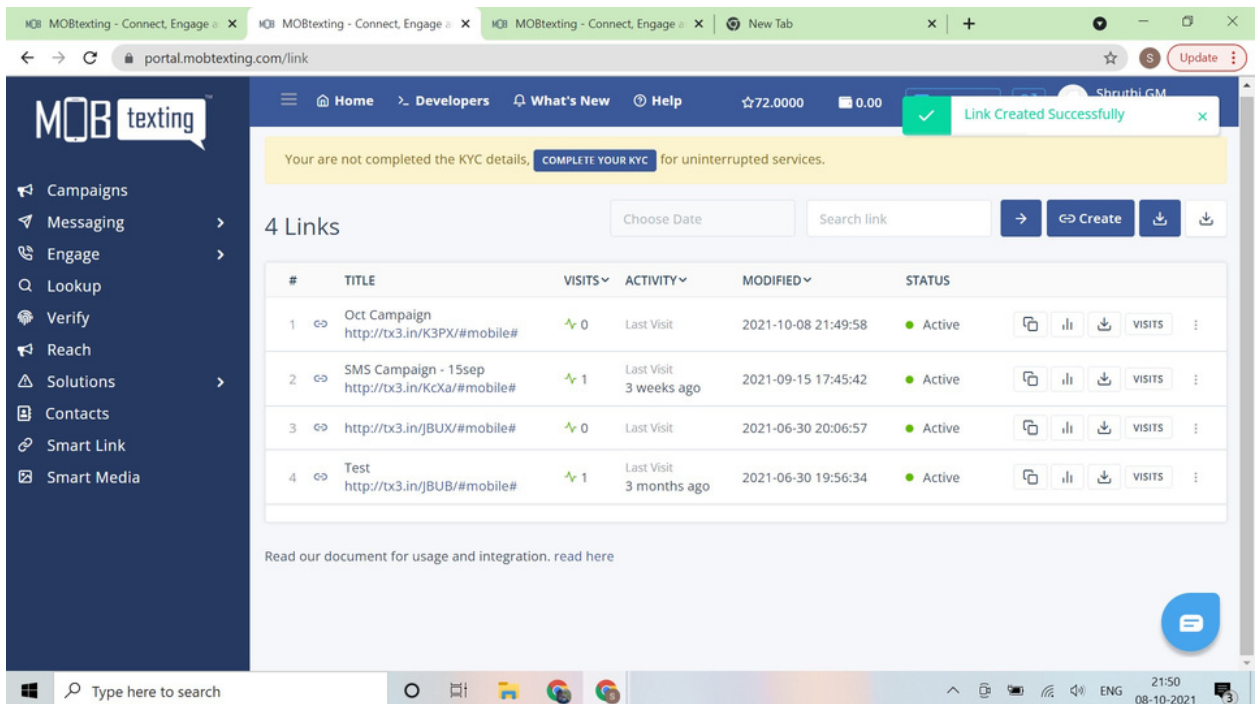 MOBtexting - Connect, Engage a
MOBtexting - Connect, Engage a
MOBtexting - Connect, Engage a
New Tab
portal.mobtexting.com/link
S
Update
MOB texting
™
Home
Developers
What's New
Help
72.0000
0.00
Shruthi GM
Link Created Successfully
Your are not completed the KYC details, COMPLETE YOUR KYC for uninterrupted services.
Campaigns
Messaging
Engage
Lookup
Verify
Reach
Solutions
Contacts
Smart Link
Smart Media
4 Links
Choose Date
Search link
Create
# TITLE VISITS ACTIVITY MODIFIED STATUS
1 Oct Campaign
http://tx3.in/K3PX/#mobile# 0 Last Visit 2021-10-08 21:49:58 Active VISITS
2 SMS Campaign - 15sep
http://tx3.in/KcXa/#mobile# 1 Last Visit
3 weeks ago 2021-09-15 17:45:42 Active VISITS
3 http://tx3.in/JBUX/#mobile# 0 Last Visit 2021-06-30 20:06:57 Active VISITS
4 Test
http://tx3.in/JBUB/#mobile# 1 Last Visit
3 months ago 2021-06-30 19:56:34 Active VISITS
Read our document for usage and integration. read here
Type here to search
ENG
21:50
08-10-2021
3